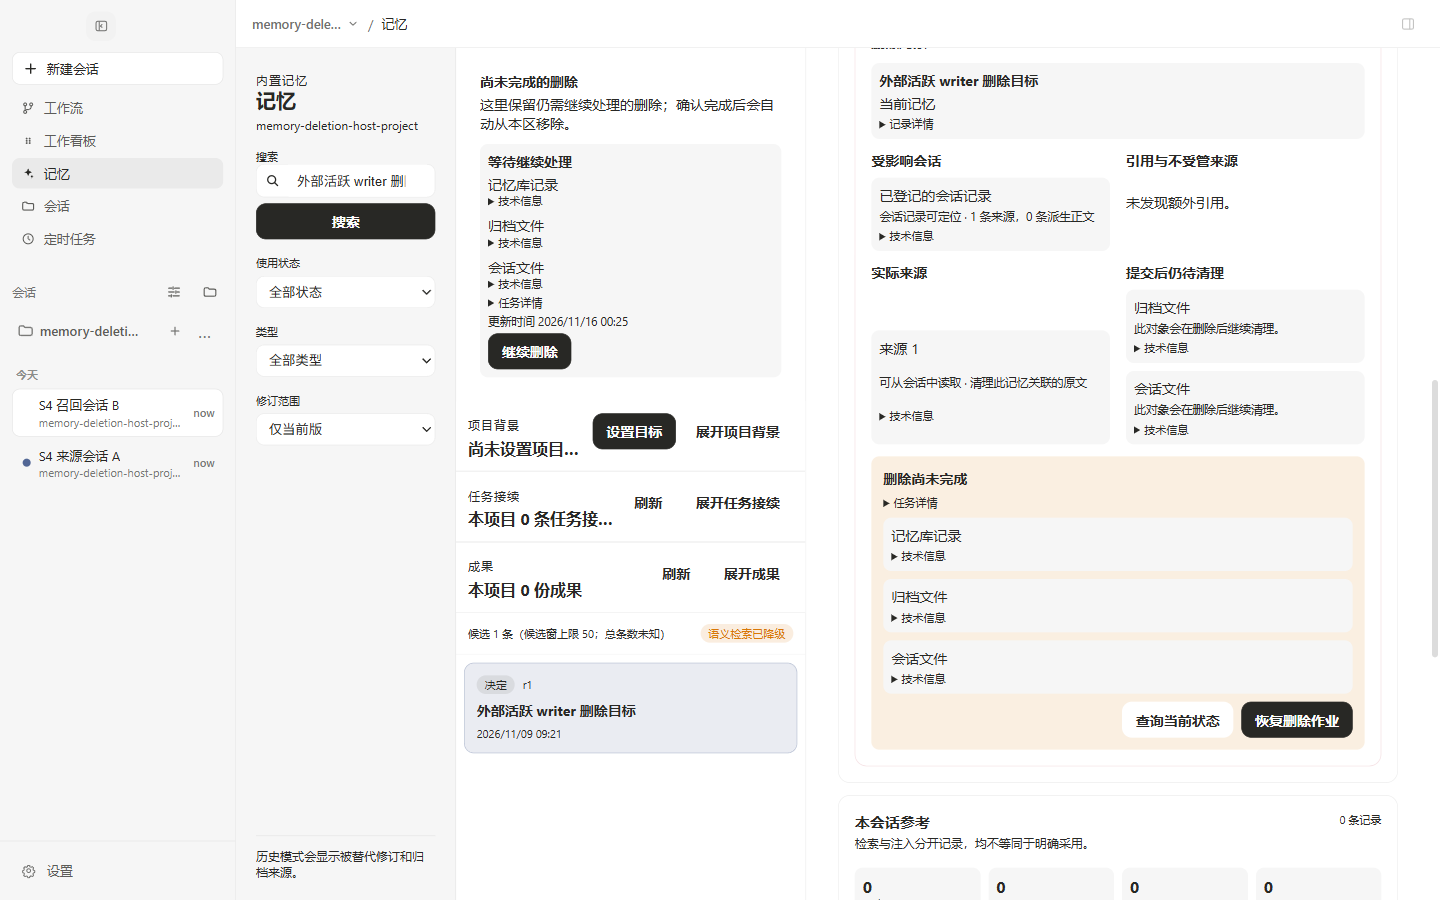 新建会话
工作流
工作看板
记忆
会话
定时任务
会话
memory-deleti...
今天
S4 召回会话 B
memory-deletion-host-proj...
now
S4 来源会话 A
memory-deletion-host-proj...
now
设置
memory-dele...
/
记忆
内置记忆
记忆
memory-deletion-host-project
搜索
外部活跃 writer 删
搜索
使用状态
全部状态
类型
全部类型
修订范围
仅当前版
历史模式会显示被替代修订和归
档来源。
尚未完成的删除
这里保留仍需继续处理的删除；确认完成后会自
动从本区移除。
等待继续处理
记忆库记录
技术信息
归档文件
技术信息
会话文件
技术信息
任务详情
更新时间 2026/11/16 00:25
继续删除
项目背景
尚未设置项目...
设置目标
展开项目背景
任务接续
本项目 0 条任务接...
刷新
展开任务接续
成果
本项目 0 份成果
刷新
展开成果
候选 1 条（候选窗上限 50；总条数未知）
语义检索已降级
决定
r1
外部活跃 writer 删除目标
2026/11/09 09:21
外部活跃 writer 删除目标
当前记忆
记录详情
受影响会话
已登记的会话记录
会话记录可定位 · 1 条来源，0 条派生正文
技术信息
引用与不受管来源
未发现额外引用。
实际来源
来源 1
可从会话中读取 · 清理此记忆关联的原文
技术信息
提交后仍待清理
归档文件
此对象会在删除后继续清理。
技术信息
会话文件
此对象会在删除后继续清理。
技术信息
删除尚未完成
任务详情
记忆库记录
技术信息
归档文件
技术信息
会话文件
技术信息
查询当前状态
恢复删除作业
本会话参考
0 条记录
检索与注入分开记录，均不等同于明确采用。
0
0
0
0